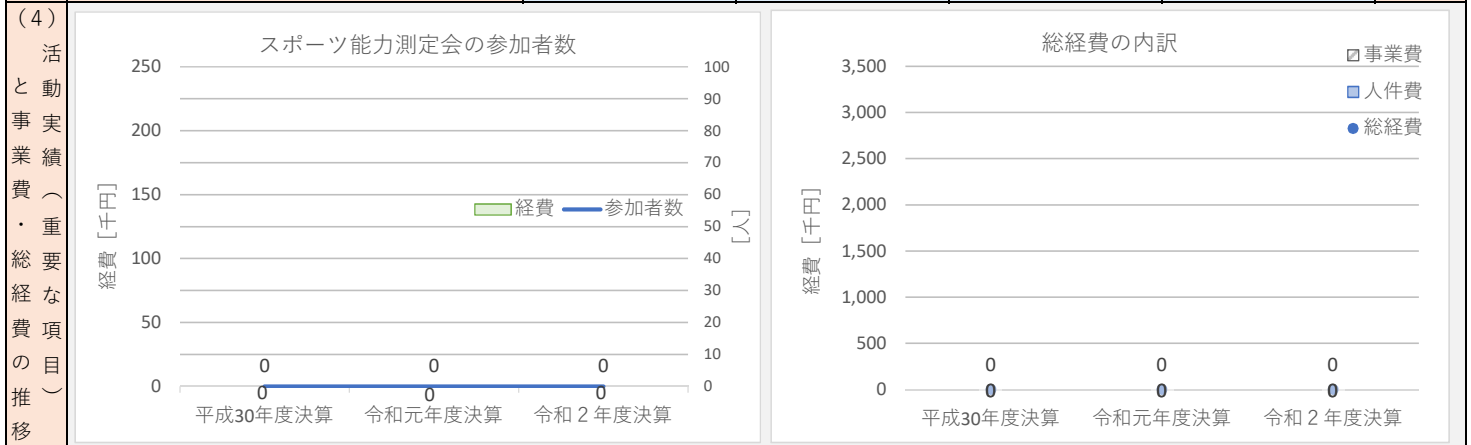 (4)活動実績(重要な項目)
と事業費・総経費の推移
スポーツ能力測定会の参加者数
250
200
150
100
50
0
経費 [千円]
100
90
80
70
60
50
40
30
20
10
0
[人]
経費 参加者数
0 0 0
0 0 0
平成30年度決算 令和元年度決算 令和2年度決算
総経費の内訳
事業費
人件費
総経費
3,500
3,000
2,500
2,000
1,500
1,000
500
0
経費 [千円]
0 0 0
0 0 0
平成30年度決算 令和元年度決算 令和2年度決算